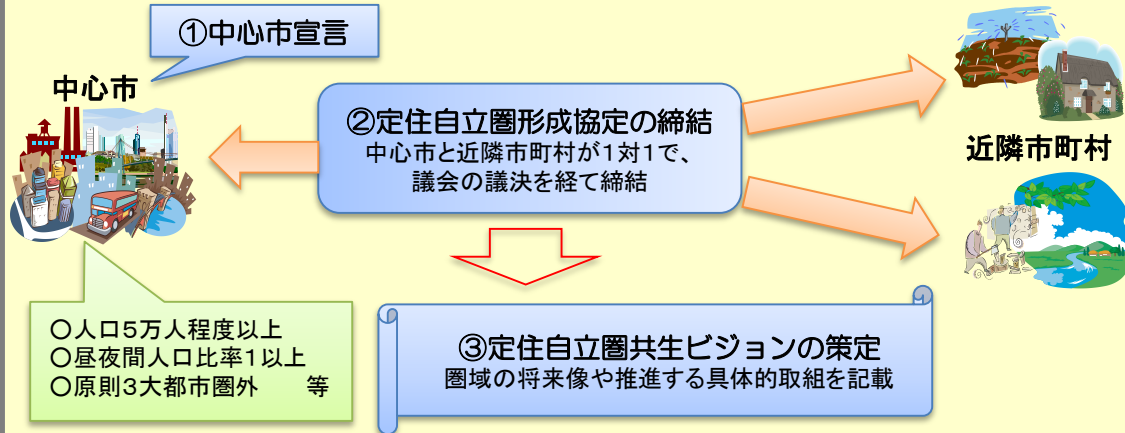 ①中心市宣言
中心市
②定住自立圏形成協定の締結
中心市と近隣市町村が1対1で、
議会の議決を経て締結
近隣市町村
○人口5万人程度以上
○昼夜間人口比率1以上
○原則3大都市圏外　　等
③定住自立圏共生ビジョンの策定
圏域の将来像や推進する具体的取組を記載